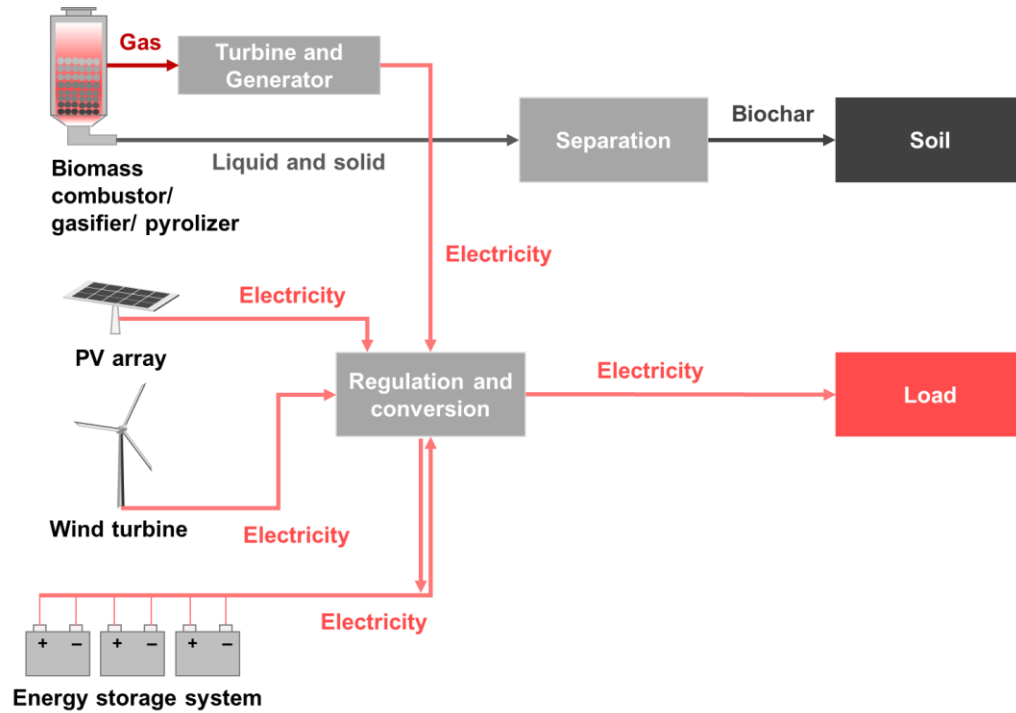 Gas
Turbine and
Generator
Biomass
combustor/
gasifier/ pyrolizer
Liquid and solid
Separation
Biochar
Soil
Electricity
Electricity
PV array
Regulation and
conversion
Electricity
Load
Wind turbine
Electricity
Electricity
+ – + – + –
Energy storage system